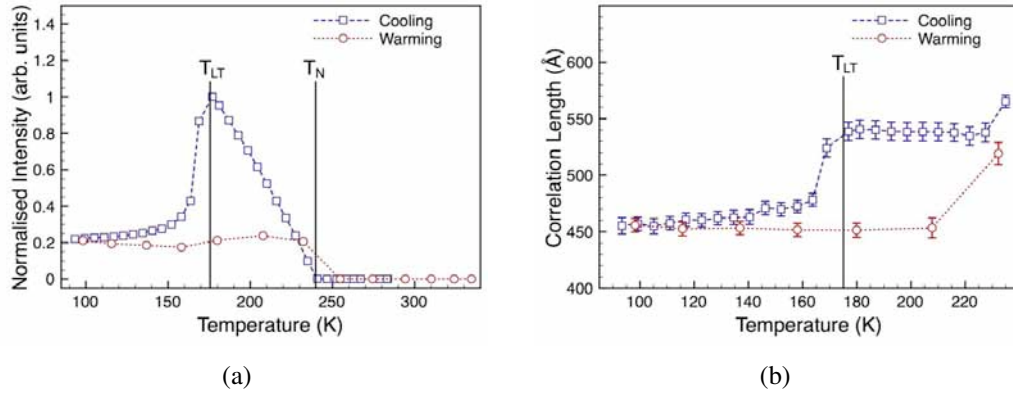 Normalised Intensity (arb. units)
1.4
1.2
1
0.8
0.6
0.4
0.2
0
Cooling
Warming
T_LT
T_N
100
150
200
250
300
Temperature (K)
(a)
Correlation Length (Å)
600
550
500
450
400
Cooling
Warming
T_LT
100
120
140
160
180
200
220
Temperature (K)
(b)